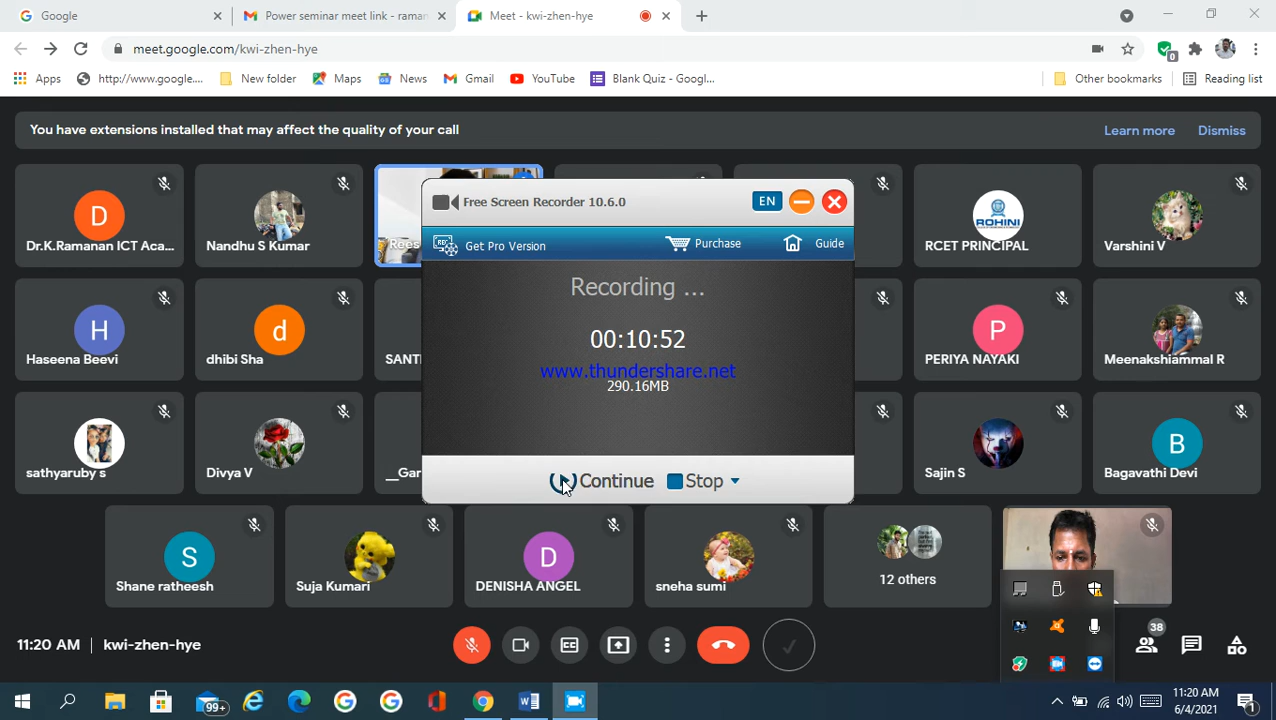 Google
Power seminar meet link - raman
Meet - kwi-zhen-hye
meet.google.com/kwi-zhen-hye
0
Apps
http://www.google....
New folder
Maps
News
Gmail
YouTube
Blank Quiz - Googl...
Other bookmarks
Reading list
You have extensions installed that may affect the quality of your call
Learn more
Dismiss
D
Dr.K.Ramanan ICT Aca...
Nandhu S Kumar
ROHINI
RCET PRINCIPAL
Varshini V
Free Screen Recorder 10.6.0
EN
REC
Get Pro Version
Purchase
Guide
Recording ...
00:10:52
www.thundershare.net
290.16MB
Continue
Stop
H
Haseena Beevi
d
dhibi Sha
SANT
P
PERIYA NAYAKI
Meenakshiammal R
sathyaruby s
Divya V
__Gar
Sajin S
B
Bagavathi Devi
S
Shane ratheesh
Suja Kumari
D
DENISHA ANGEL
sneha sumi
12 others
11:20 AM
kwi-zhen-hye
38
99+
11:20 AM
6/4/2021
1